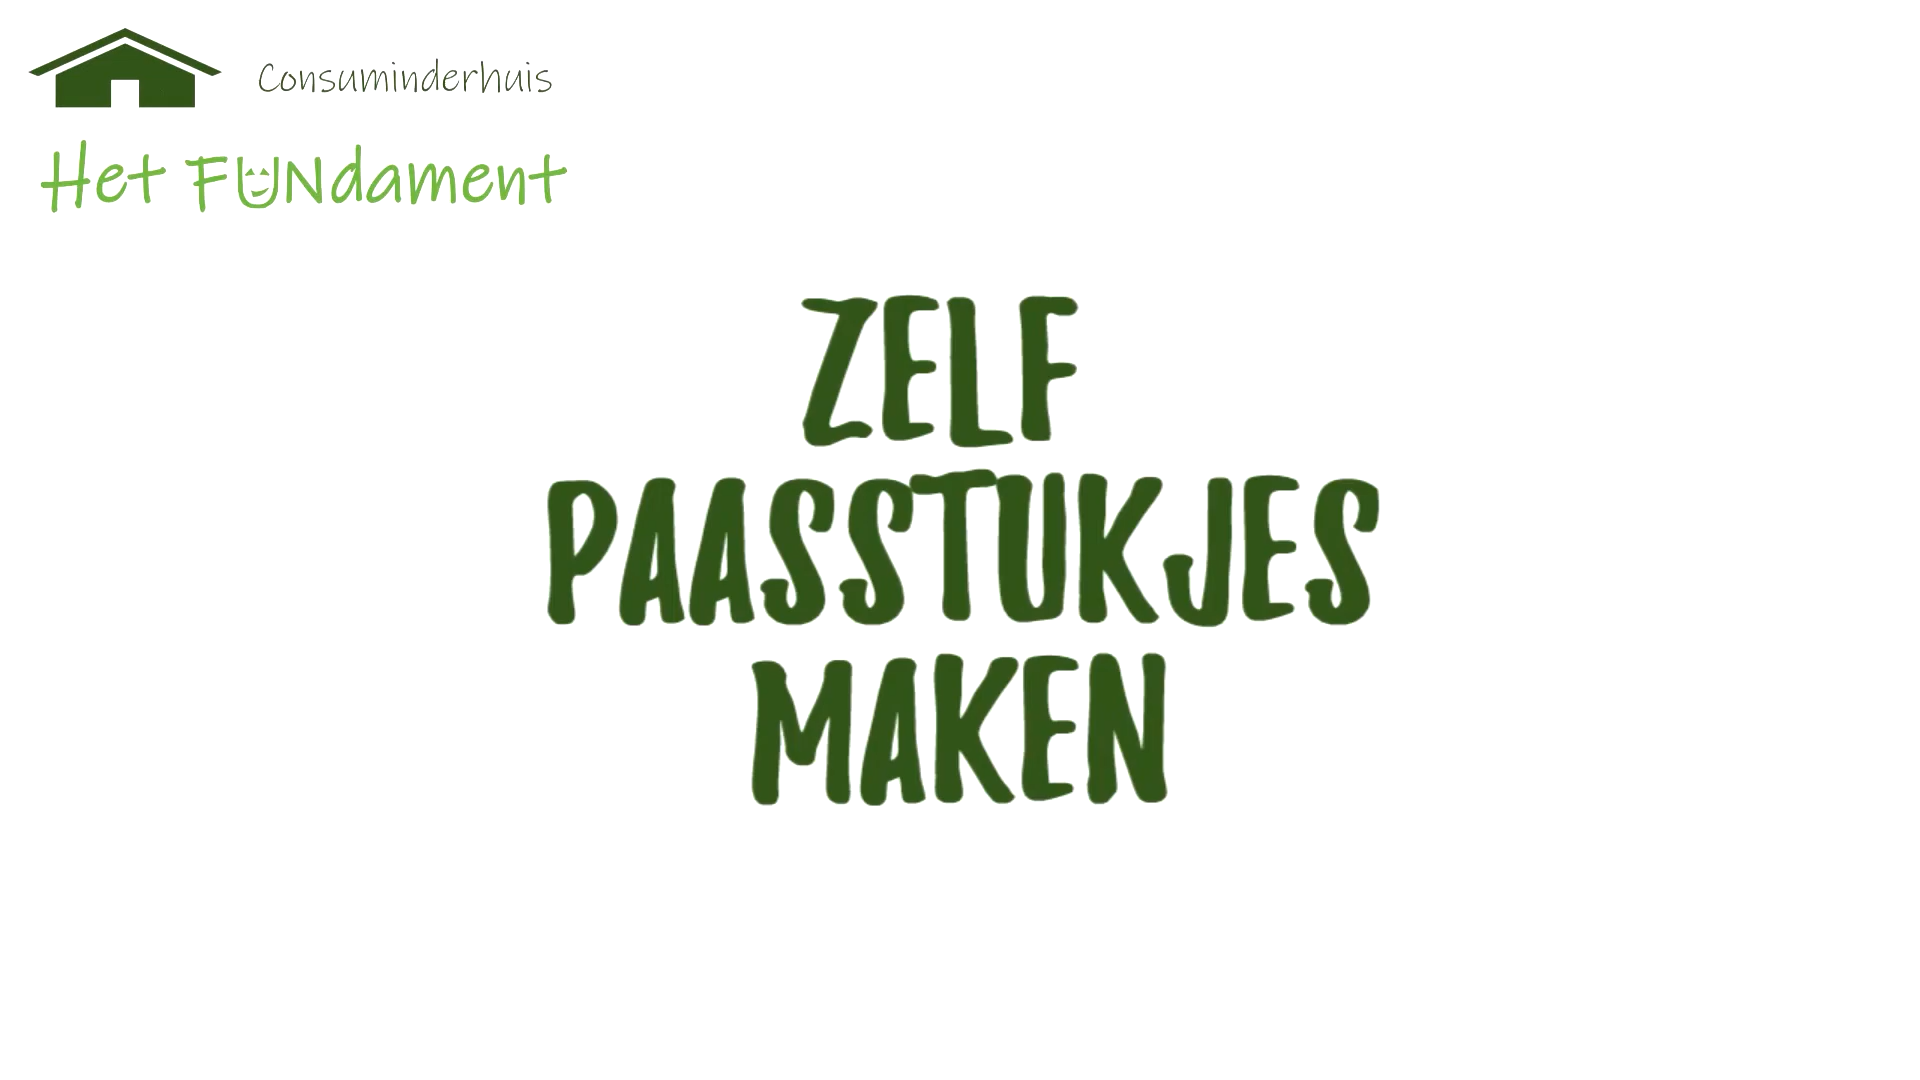 Consuminderhuis
Het FUNdament
ZELF
PAASSTUKJES
MAKEN